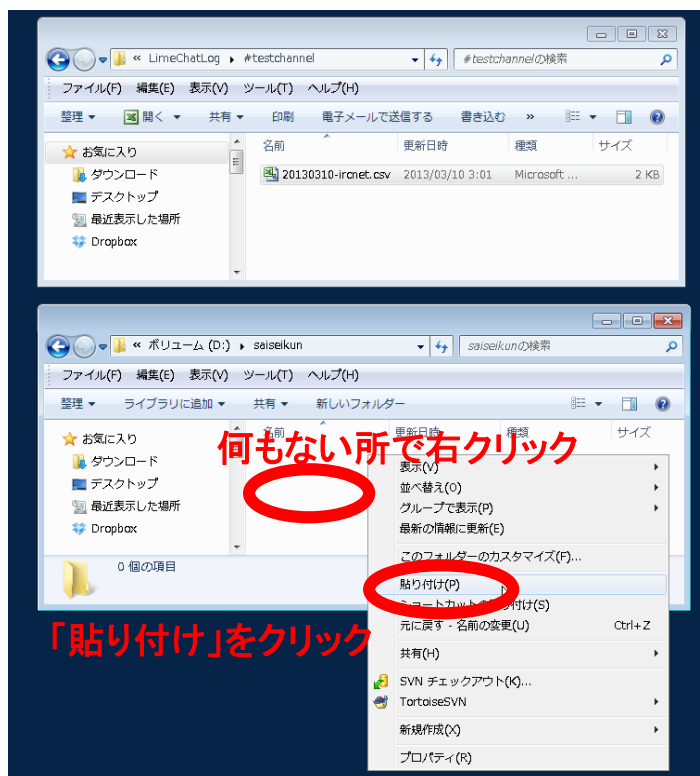 « LimeChatLog ▸ #testchannel
#testchannelの検索
ファイル(F) 編集(E) 表示(V) ツール(T) ヘルプ(H)
整理 ▼ 開く ▼ 共有 ▼ 印刷 電子メールで送信する 書き込む »
お気に入り
ダウンロード
デスクトップ
最近表示した場所
Dropbox
名前 更新日時 種類 サイズ
20130310-ircnet.csv 2013/03/10 3:01 Microsoft ... 2 KB
« ボリューム (D:) ▸ saiseikun
saiseikunの検索
ファイル(F) 編集(E) 表示(V) ツール(T) ヘルプ(H)
整理 ▼ ライブラリに追加 ▼ 共有 ▼ 新しいフォルダー
お気に入り
ダウンロード
デスクトップ
最近表示した場所
Dropbox
名前 更新日時 種類 サイズ
何もない所で右クリック
0 個の項目
表示(V)
並べ替え(O)
グループで表示(P)
最新の情報に更新(E)
このフォルダーのカスタマイズ(F)...
貼り付け(P)
ショートカットの貼り付け(S)
元に戻す - 名前の変更(U) Ctrl+Z
共有(H)
SVN チェックアウト(K)...
TortoiseSVN
新規作成(X)
プロパティ(R)
「貼り付け」をクリック